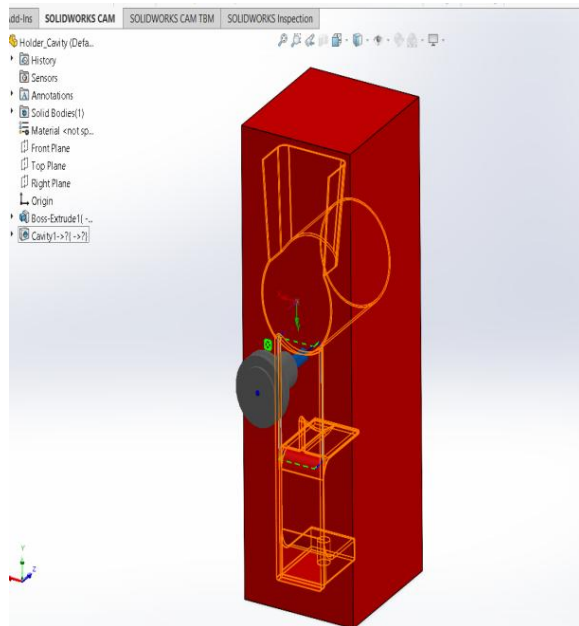 dd-Ins SOLIDWORKS CAM SOLIDWORKS CAM TBM SOLIDWORKS Inspection
Holder_Cavity (Defa...
History
Sensors
Annotations
Solid Bodies(1)
Material <not sp...
Front Plane
Top Plane
Right Plane
Origin
Boss-Extrude1( -...
Cavity1->?( ->?)
Y
Z